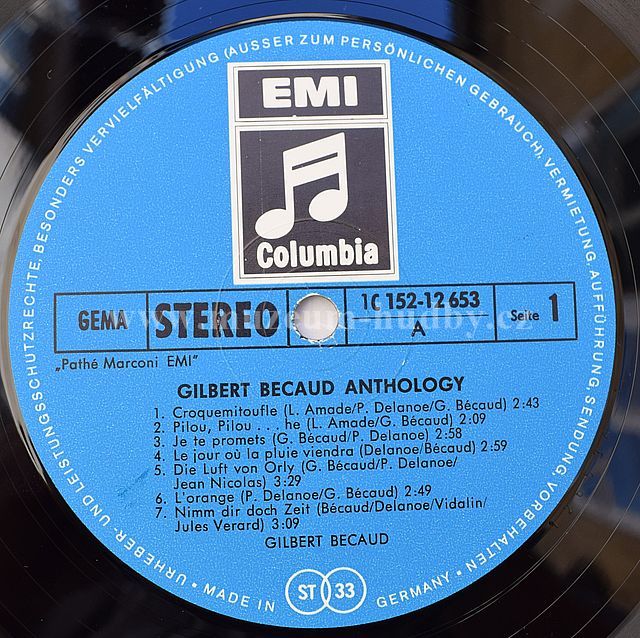 URHEBER- UND LEISTUNGSSCHUTZRECHTE, BESONDERS VERVIELFÄLTIGUNG (AUSSER ZUM PERSÖNLICHEN GEBRAUCH), VERMIETUNG, AUFFÜHRUNG, SENDUNG, VORBEHALTEN •
EMI
Columbia
GEMA
STEREO
1C 152-12 653
A
Seite 1
„Pathé Marconi EMI"
GILBERT BECAUD ANTHOLOGY
1. Croquemitoufle (L. Amade/P. Delanoe/G. Bécaud) 2:43
2. Pilou, Pilou . . . he (L. Amade/G. Bécaud) 2:09
3. Je te promets (G. Bécaud/P. Delanoe) 2:58
4. Le jour où la pluie viendra (Delanoe/Bécaud) 2:59
5. Die Luft von Orly (G. Bécaud/P. Delanoe/
Jean Nicolas) 3:29
6. L'orange (P. Delanoe/G. Bécaud) 2:49
7. Nimm dir doch Zeit (Bécaud/Delanoe/Vidalin/
Jules Verard) 3:09
GILBERT BECAUD
• MADE IN
ST 33
GERMANY